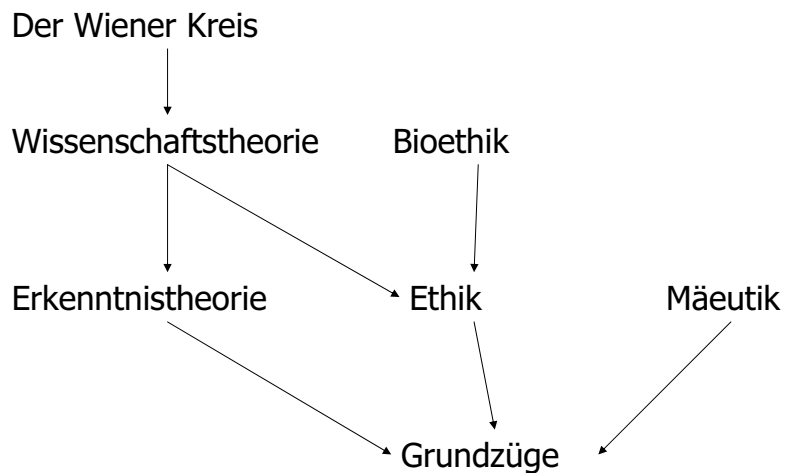 Der Wiener Kreis
Wissenschaftstheorie Bioethik
Erkenntnistheorie Ethik Mäeutik
Grundzüge